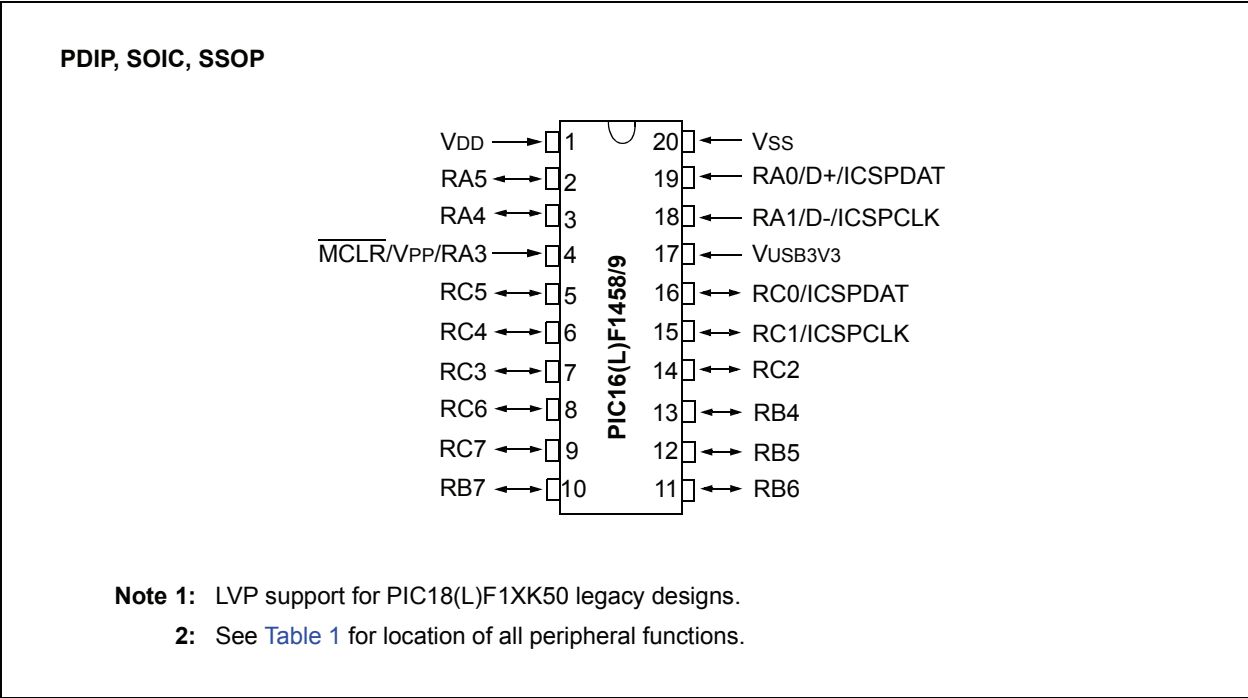 PDIP, SOIC, SSOP
VDD 1 20 VSS
RA5 2 19 RA0/D+/ICSPDAT
RA4 3 18 RA1/D-/ICSPCLK
MCLR/VPP/RA3 4 17 VUSB3V3
RC5 5 16 RC0/ICSPDAT
RC4 6 15 RC1/ICSPCLK
RC3 7 14 RC2
RC6 8 13 RB4
RC7 9 12 RB5
RB7 10 11 RB6
PIC16(L)F1458/9
Note 1: LVP support for PIC18(L)F1XK50 legacy designs.
2: See Table 1 for location of all peripheral functions.